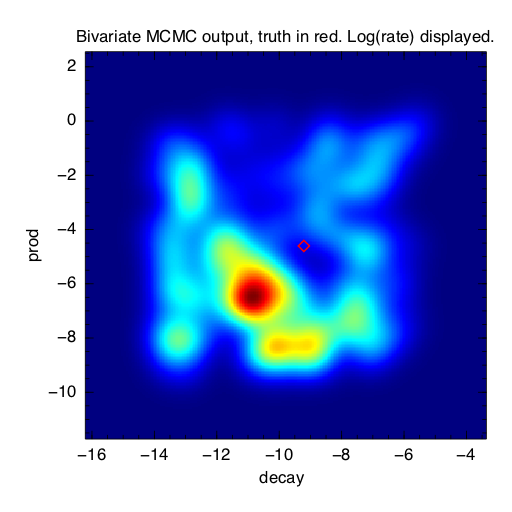 Bivariate MCMC output, truth in red. Log(rate) displayed.
2
0
−2
−4
−6
−8
−10
prod
−16 −14 −12 −10 −8 −6 −4
decay